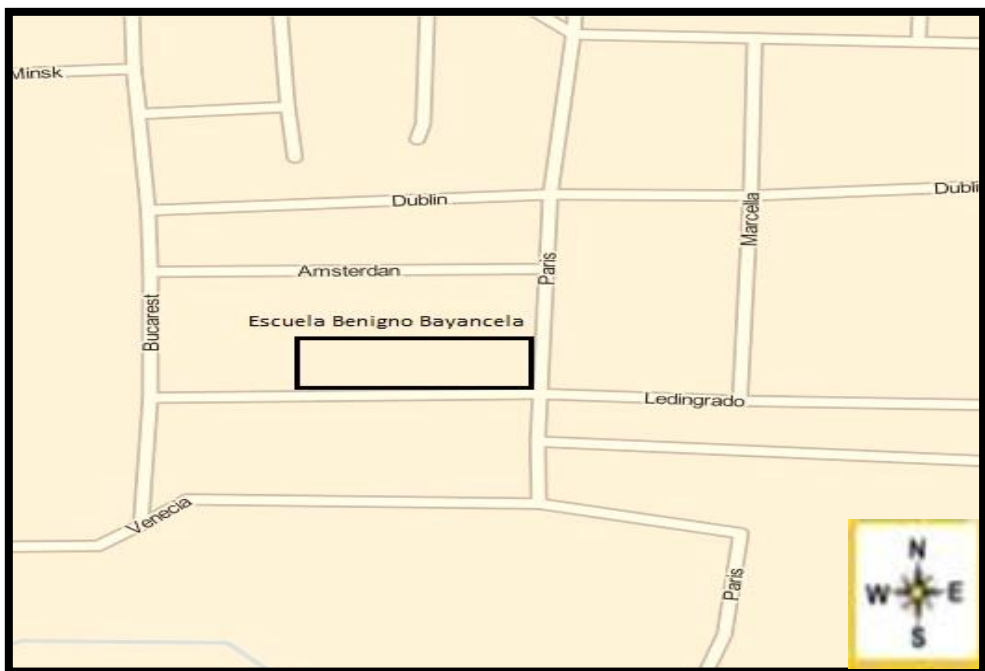 Minsk
Dublin
Dubli
Marcella
Amsterdan
Paris
Bucarest
Escuela Benigno Bayancela
Ledingrado
Venecia
Paris
N
W E
S